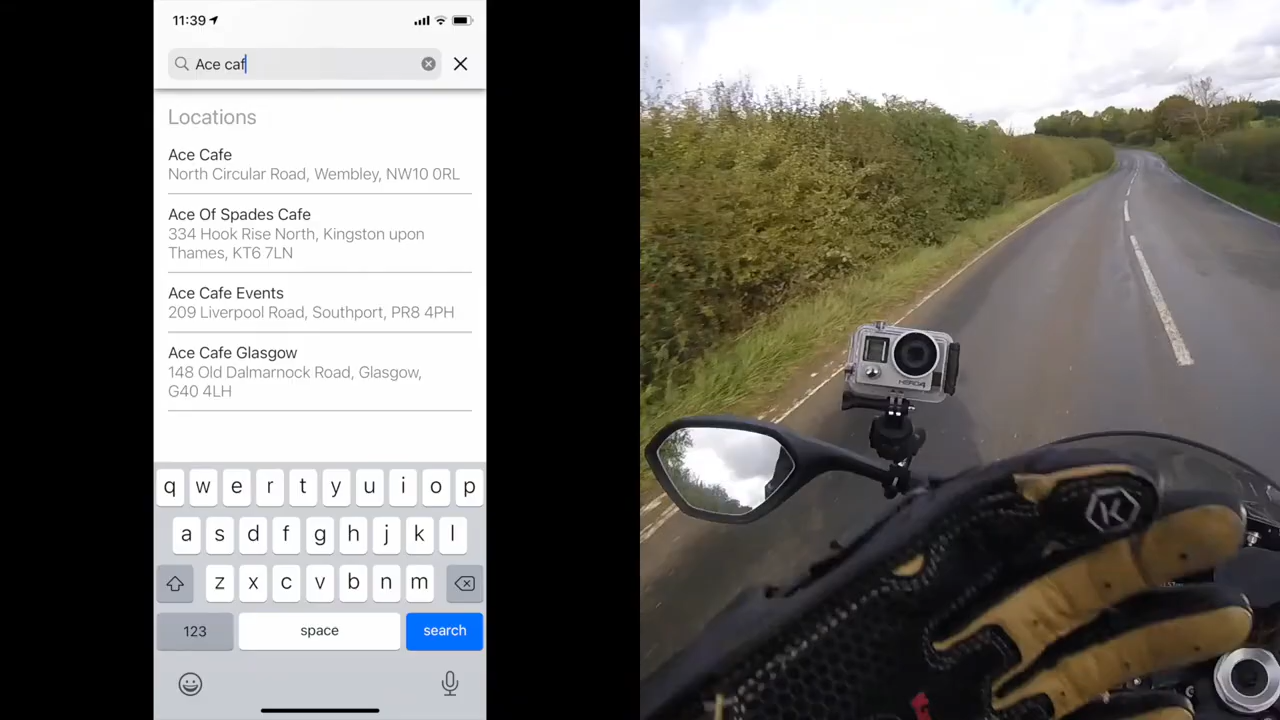 11:39
Ace caf
Locations
Ace Cafe
North Circular Road, Wembley, NW10 0RL
Ace Of Spades Cafe
334 Hook Rise North, Kingston upon
Thames, KT6 7LN
Ace Cafe Events
209 Liverpool Road, Southport, PR8 4PH
Ace Cafe Glasgow
148 Old Dalmarnock Road, Glasgow,
G40 4LH
q w e r t y u i o p
a s d f g h j k l
z x c v b n m
123 space search
HERO4
K